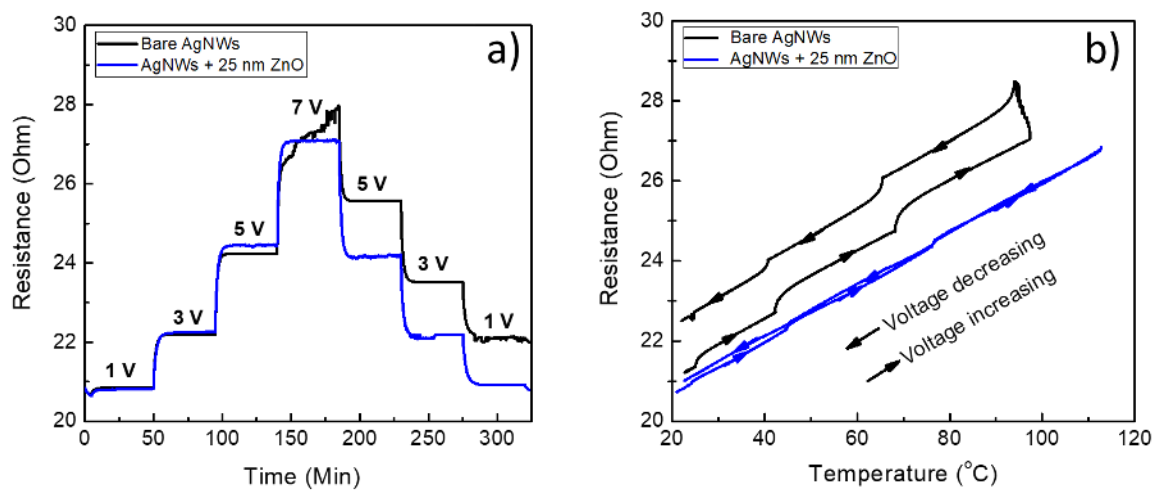 30
28
26
24
22
20
Resistance (Ohm)
Bare AgNWs
AgNWs + 25 nm ZnO
a)
1 V
3 V
5 V
7 V
5 V
3 V
1 V
0
50
100
150
200
250
300
Time (Min)
30
28
26
24
22
20
Resistance (Ohm)
Bare AgNWs
AgNWs + 25 nm ZnO
b)
Voltage decreasing
Voltage increasing
20
40
60
80
100
120
Temperature (°C)